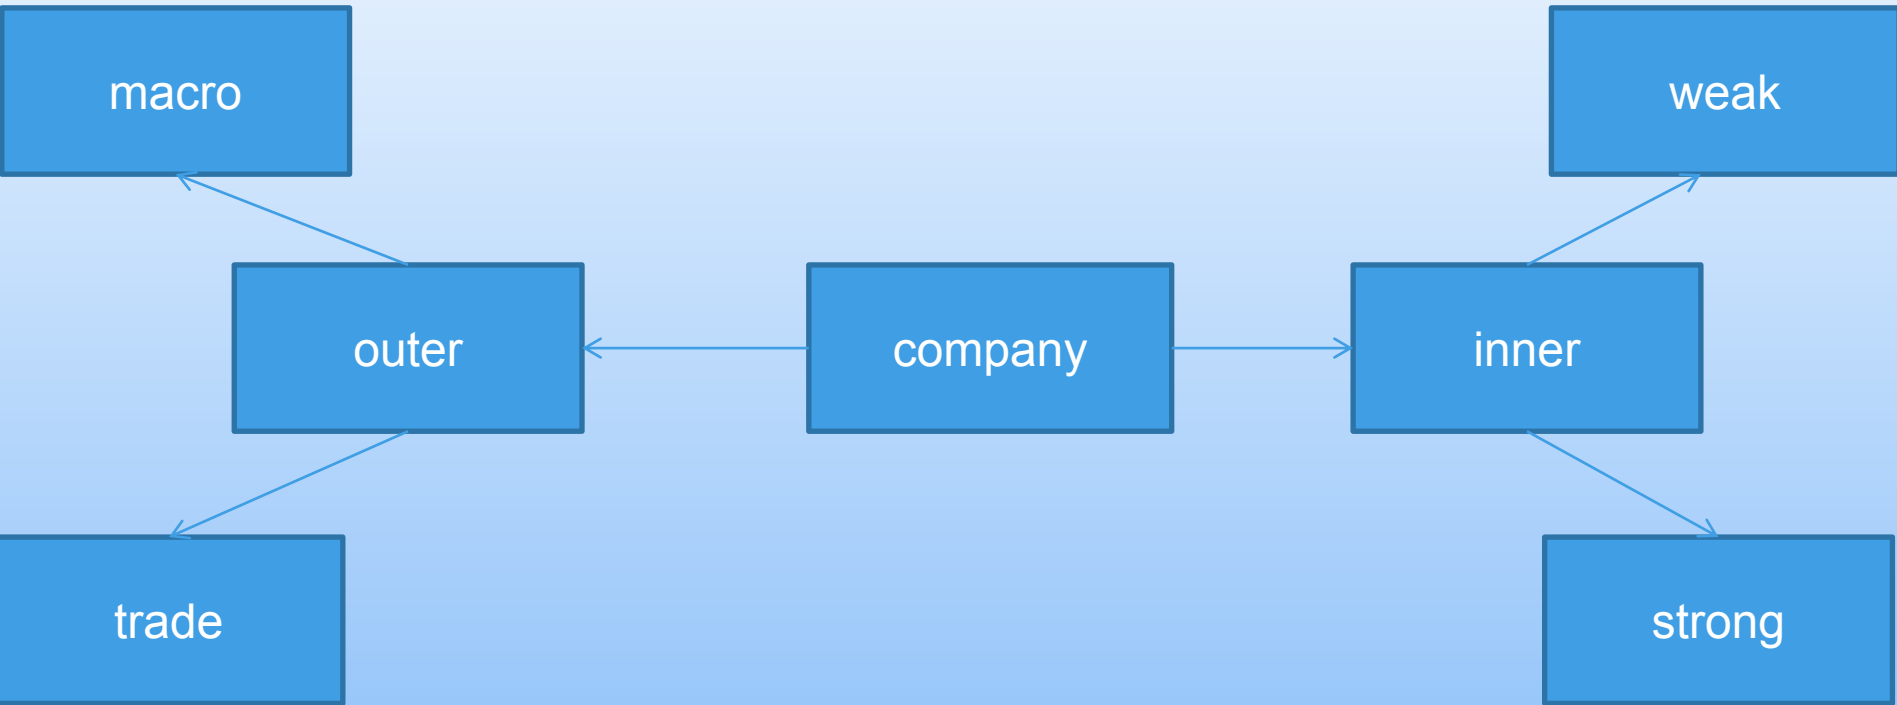 macro
weak
outer
company
inner
trade
strong